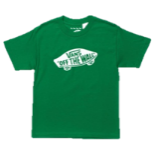 VANS
"OFF THE WALL"